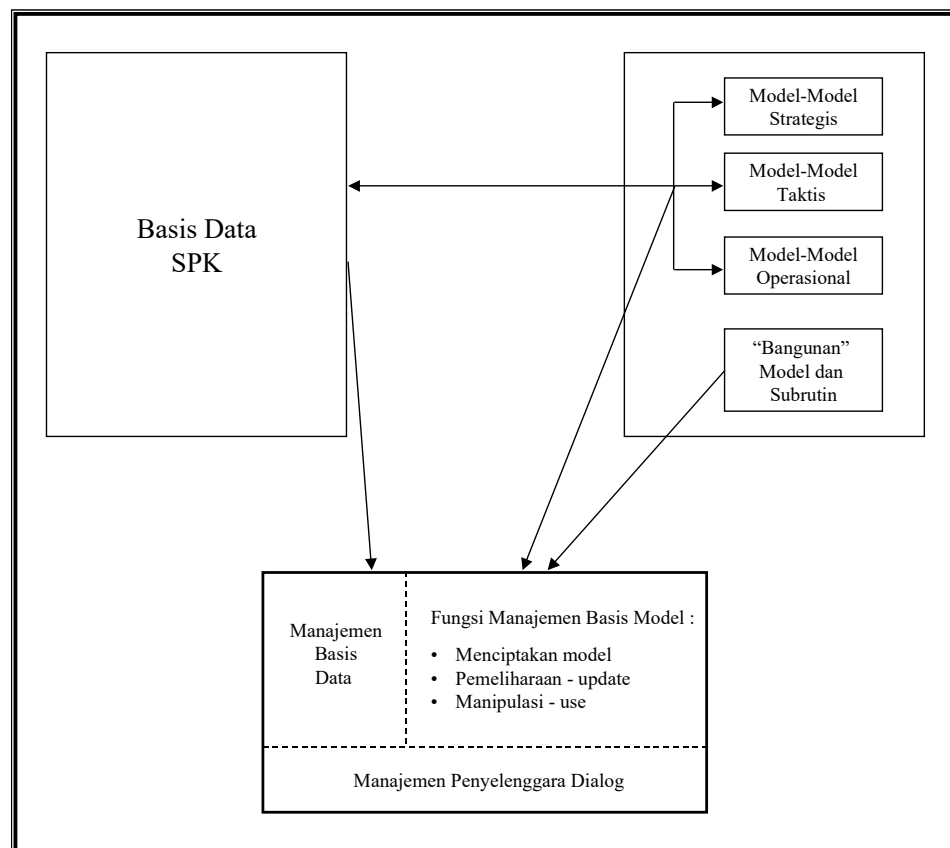 Basis Data
SPK
Model-Model
Strategis
Model-Model
Taktis
Model-Model
Operasional
“Bangunan”
Model dan
Subrutin
Manajemen
Basis
Data
Fungsi Manajemen Basis Model :
• Menciptakan model
• Pemeliharaan - update
• Manipulasi - use
Manajemen Penyelenggara Dialog